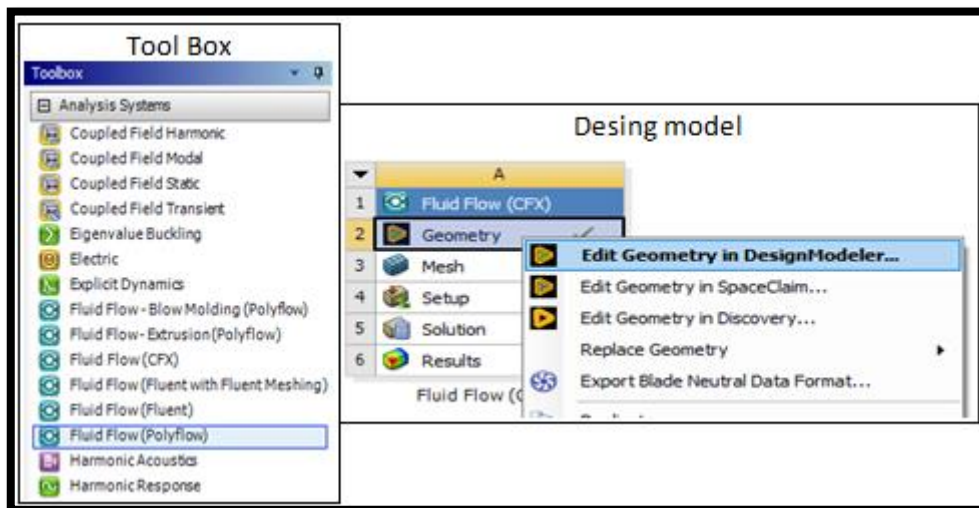 Tool Box
Toolbox
Analysis Systems
Coupled Field Harmonic
Coupled Field Modal
Coupled Field Static
Coupled Field Transient
Eigenvalue Buckling
Electric
Explicit Dynamics
Fluid Flow - Blow Molding (Polyflow)
Fluid Flow - Extrusion (Polyflow)
Fluid Flow (CFX)
Fluid Flow (Fluent with Fluent Meshing)
Fluid Flow (Fluent)
Fluid Flow (Polyflow)
Harmonic Acoustics
Harmonic Response
Desing model
A
1 Fluid Flow (CFX)
2 Geometry
3 Mesh
4 Setup
5 Solution
6 Results
Fluid Flow (
Edit Geometry in DesignModeler...
Edit Geometry in SpaceClaim...
Edit Geometry in Discovery...
Replace Geometry
Export Blade Neutral Data Format...